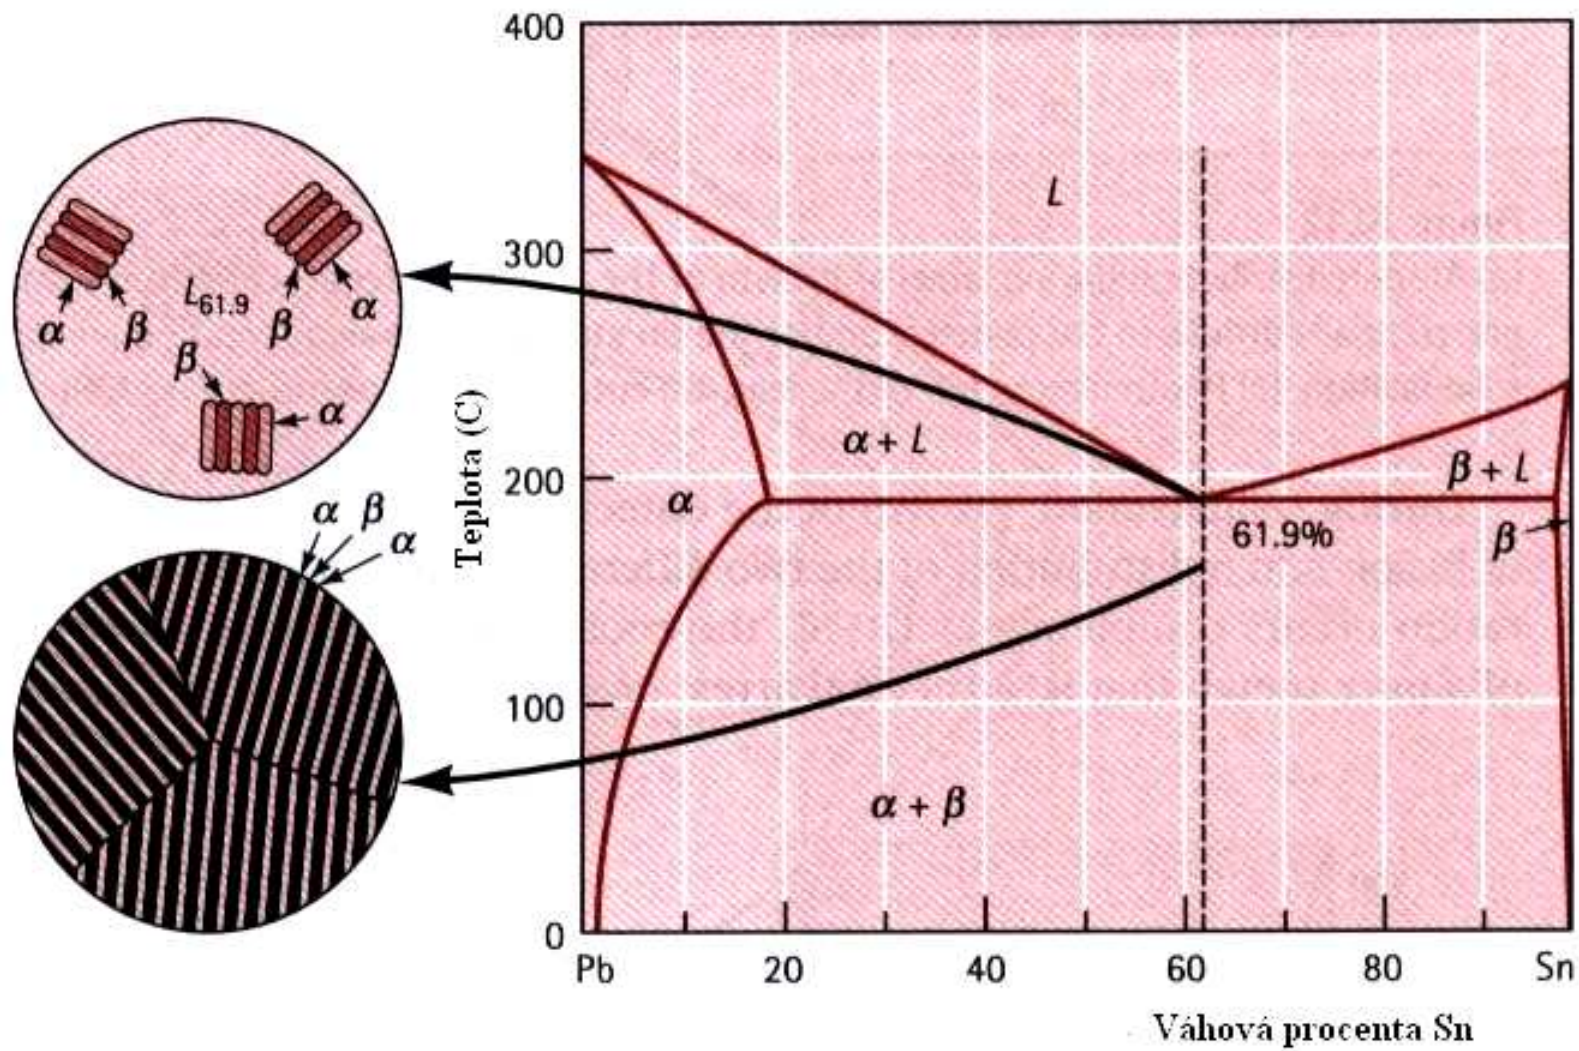 400
300
200
100
0
Teplota (C)
L
α + L
α
β + L
61.9%
β
α + β
Pb
20
40
60
80
Sn
Váhová procenta Sn
L61.9
α
β
β
α
β
α
α
β
α